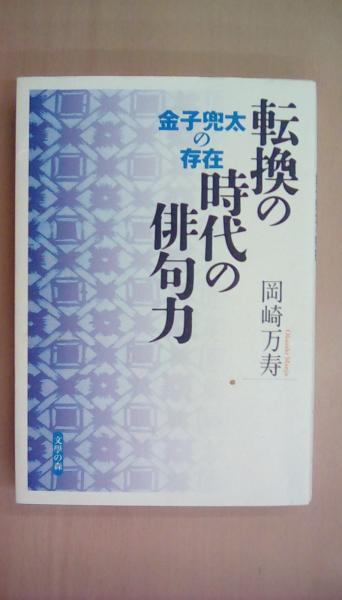 転換の
時代の
俳句力
金子兜太
の
存在
岡崎万寿
Okazaki Manju
文學の森